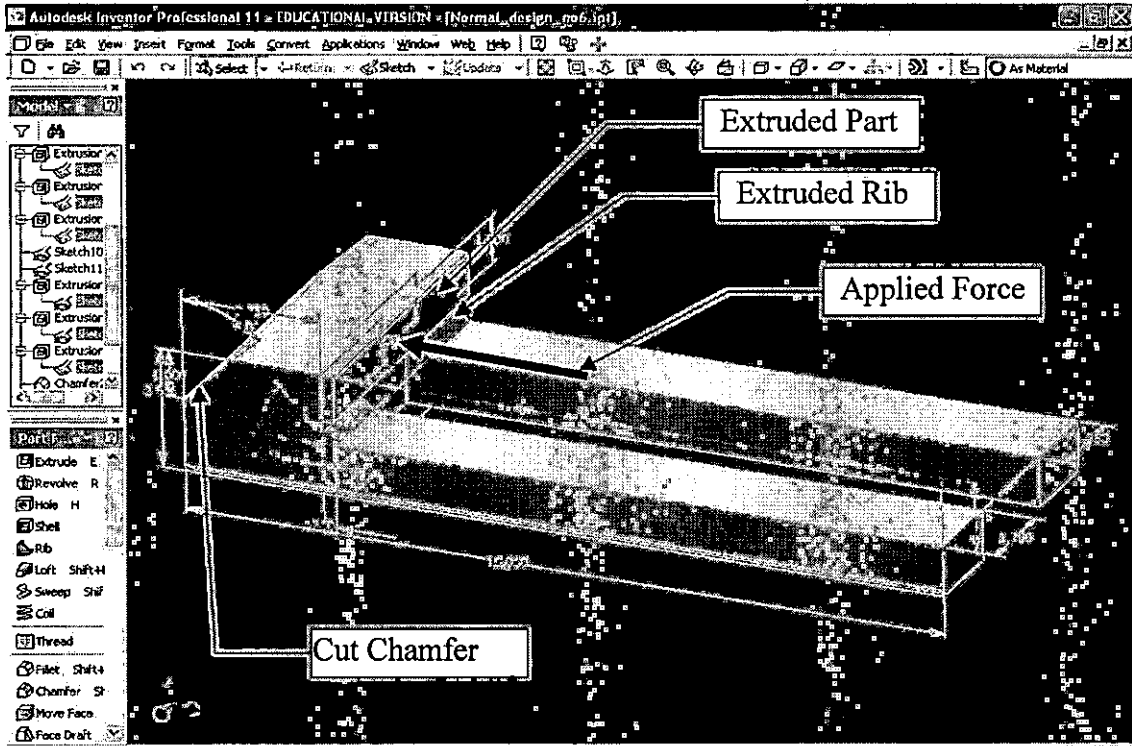 Autodesk Inventor Professional 11 - EDUCATIONAL VERSION - [Normal_design_no6.ipt]
File Edit View Insert Format Tools Convert Applications Window Web Help
Select Return Sketch Update As Material
Model
Extrusion
Extrusion
Extrusion
Sketch10
Sketch11
Extrusion
Extrusion
Extrusion
Chamfer
Extrude E
Revolve R
Hole H
Shell
Rib
Loft Shift+
Sweep Shif
Coil
Thread
Fillet Shift+
Chamfer Sh
Move Face
Face Draft
Extruded Part
Extruded Rib
Applied Force
Cut Chamfer